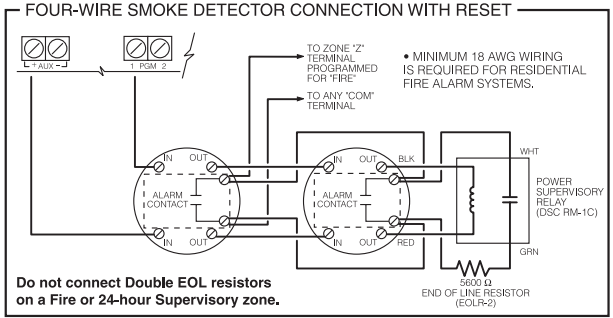 FOUR-WIRE SMOKE DETECTOR CONNECTION WITH RESET
+ AUX -
1 PGM 2
TO ZONE "Z"
TERMINAL
PROGRAMMED
FOR "FIRE"
TO ANY "COM"
TERMINAL
• MINIMUM 18 AWG WIRING
IS REQUIRED FOR RESIDENTIAL
FIRE ALARM SYSTEMS.
IN
OUT
IN
OUT
BLK
WHT
ALARM
CONTACT
ALARM
CONTACT
POWER
SUPERVISORY
RELAY
(DSC RM-1C)
IN
OUT
IN
OUT
RED
GRN
5600 Ω
END OF LINE RESISTOR
(EOLR-2)
Do not connect Double EOL resistors
on a Fire or 24-hour Supervisory zone.